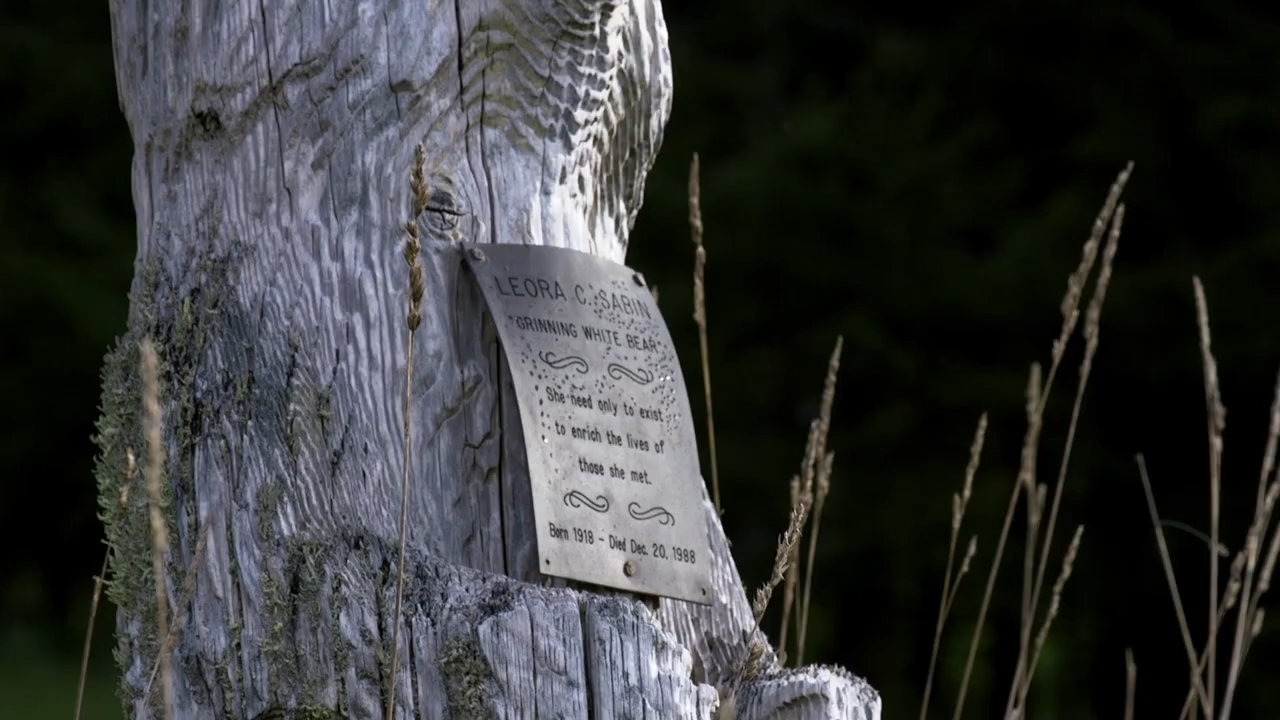 LEORA C. SABIN
"GRINNING WHITE BEAR"
She need only to exist
to enrich the lives of
those she met.
Born 1918 - Died Dec. 20, 1988